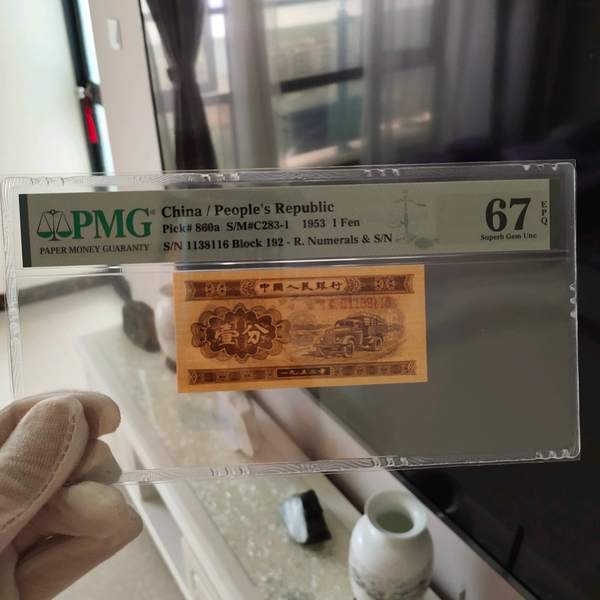 PMG
PAPER MONEY GUARANTY
China / People's Republic
Pick# 860a S/M#C283-1 1953 1 Fen
S/N 1138116 Block 192 - R. Numerals & S/N
67
EPQ
Superb Gem Unc
中國人民銀行
壹分
一九五三年